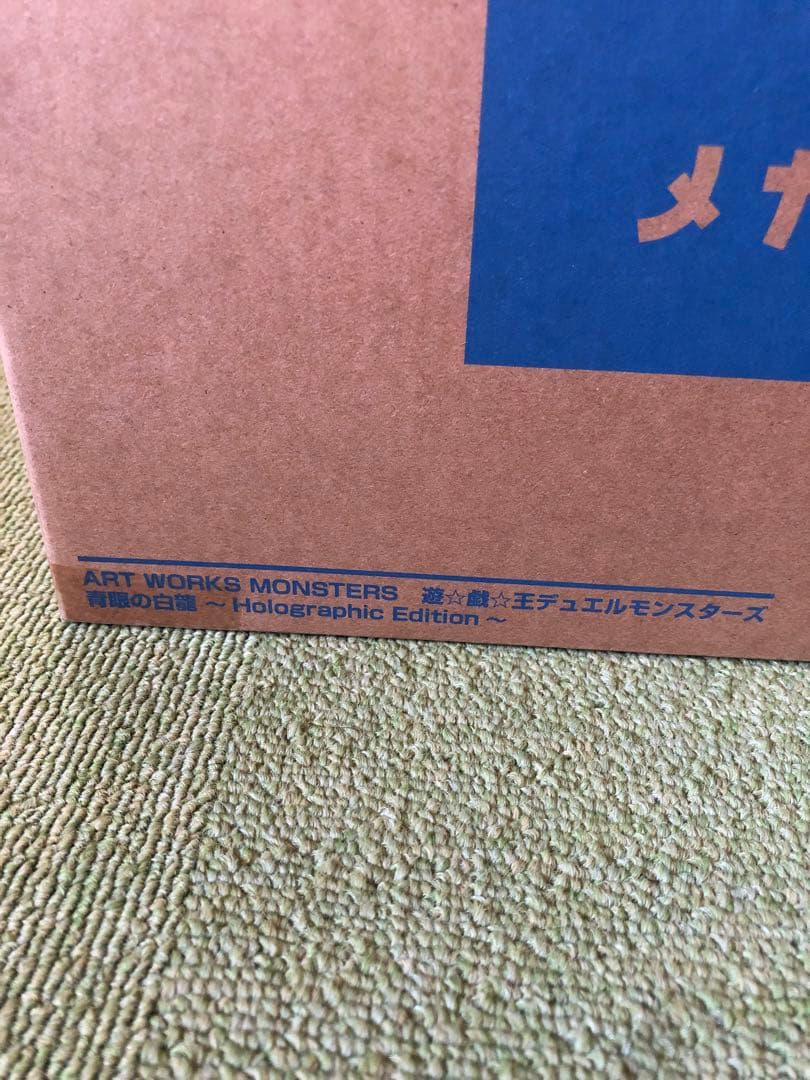 メ
ART WORKS MONSTERS 遊☆戯☆王デュエルモンスターズ
青眼の白龍 ～ Holographic Edition ～